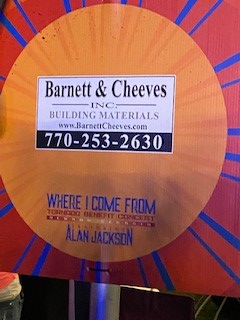 Barnett & Cheeves
INC.
BUILDING MATERIALS
www.BarnettCheeves.com
770-253-2630
WHERE I COME FROM
TORNADO BENEFIT CONCERT
ALAN JACKSON